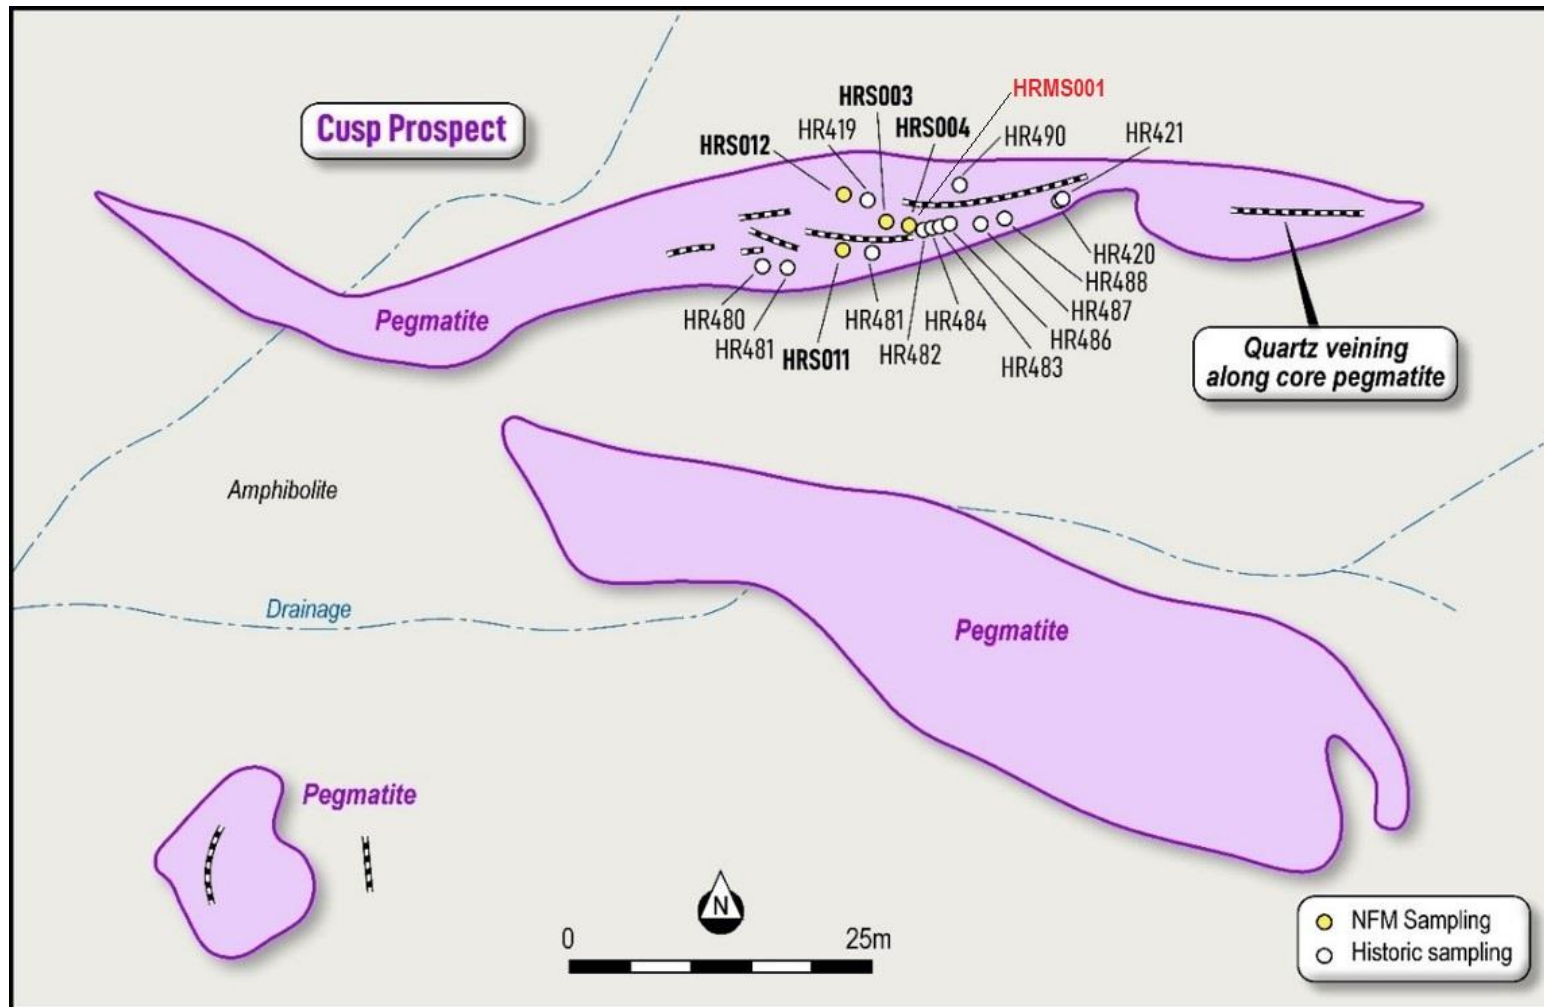 HRMS001
HRS003
Cusp Prospect
HR419
HRS004
HR490
HR421
HRS012
HR420
HR488
Pegmatite
HR480
HR481
HR484
HR487
HR481
HRS011
HR482
HR486
HR483
Quartz veining
along core pegmatite
Amphibolite
Drainage
Pegmatite
Pegmatite
N
0
25m
NFM Sampling
Historic sampling